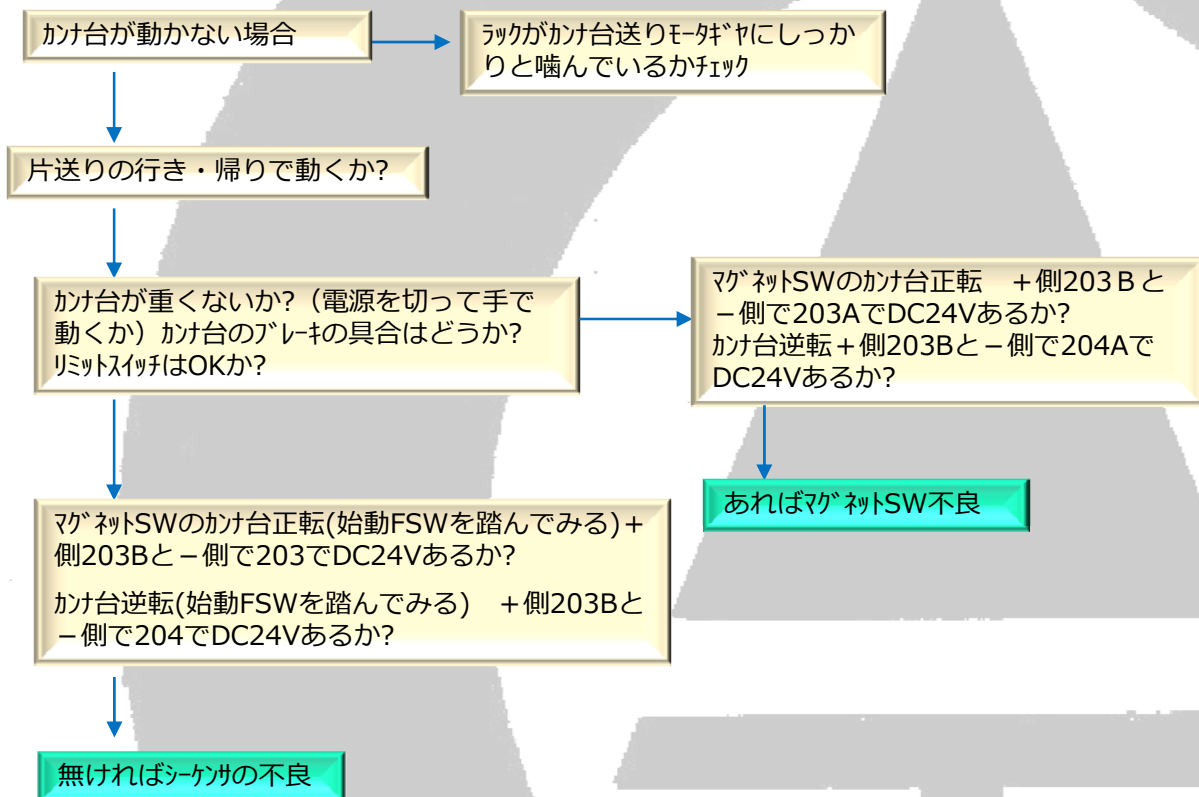 ｶﾝﾅ台が動かない場合
ﾗｯｸがｶﾝﾅ台送りﾓｰﾀｷﾞﾔにしっか
りと噛んでいるかﾁｪｯｸ
片送りの行き・帰りで動くか?
ｶﾝﾅ台が重くないか?（電源を切って手で
動くか）ｶﾝﾅ台のﾌﾞﾚｰｷの具合はどうか?
ﾘﾐｯﾄｽｲｯﾁはOKか?
ﾏｸﾞﾈｯﾄSWのｶﾝﾅ台正転　＋側203Ｂと
－側で203AでDC24Vあるか?
ｶﾝﾅ台逆転＋側203Bと－側で204Aで
DC24Vあるか?
あればﾏｸﾞﾈｯﾄSW不良
ﾏｸﾞﾈｯﾄSWのｶﾝﾅ台正転(始動FSWを踏んでみる)＋
側203Bと－側で203でDC24Vあるか?
ｶﾝﾅ台逆転(始動FSWを踏んでみる)　＋側203Bと
－側で204でDC24Vあるか?
無ければｼｰｹﾝｻの不良